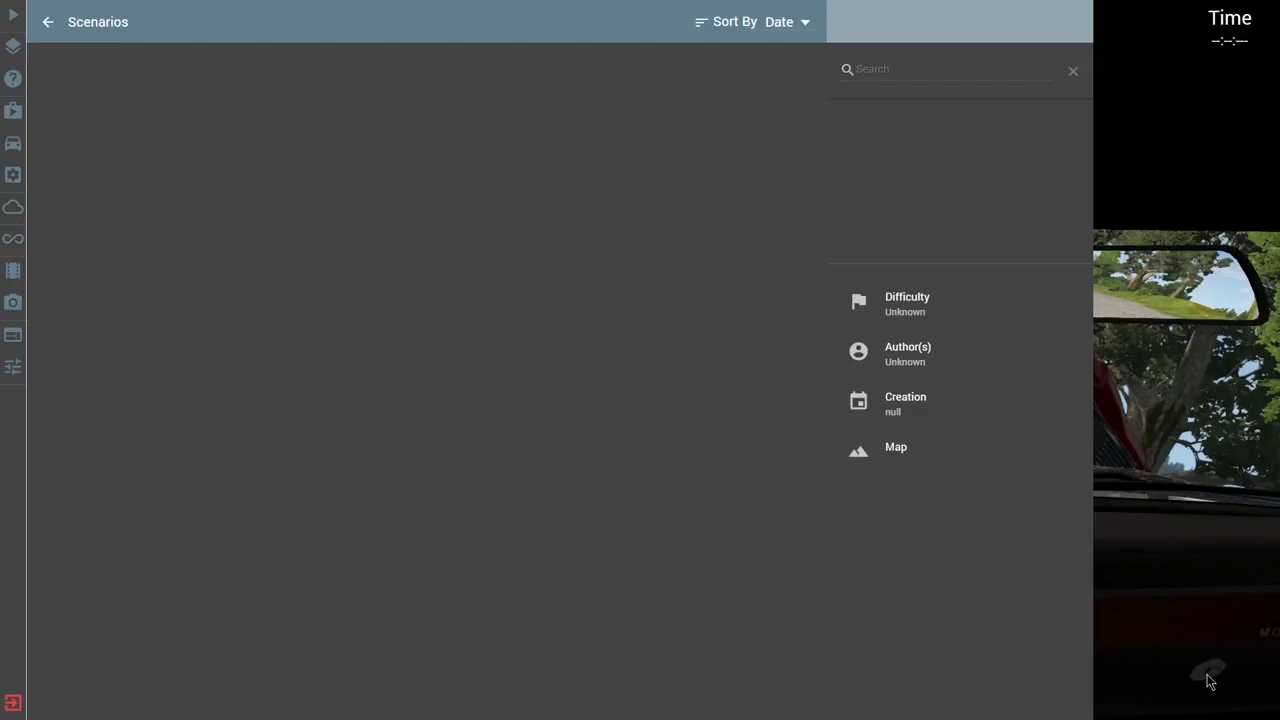 Scenarios
Sort By Date
Time
--:--:--
Search
Difficulty
Unknown
Author(s)
Unknown
Creation
null
Map